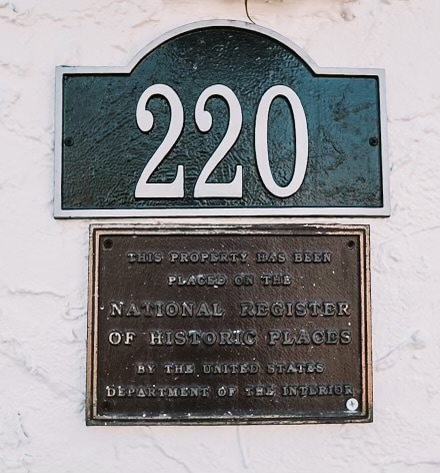 220
THIS PROPERTY HAS BEEN
PLACED ON THE
NATIONAL REGISTER
OF HISTORIC PLACES
BY THE UNITED STATES
DEPARTMENT OF THE INTERIOR